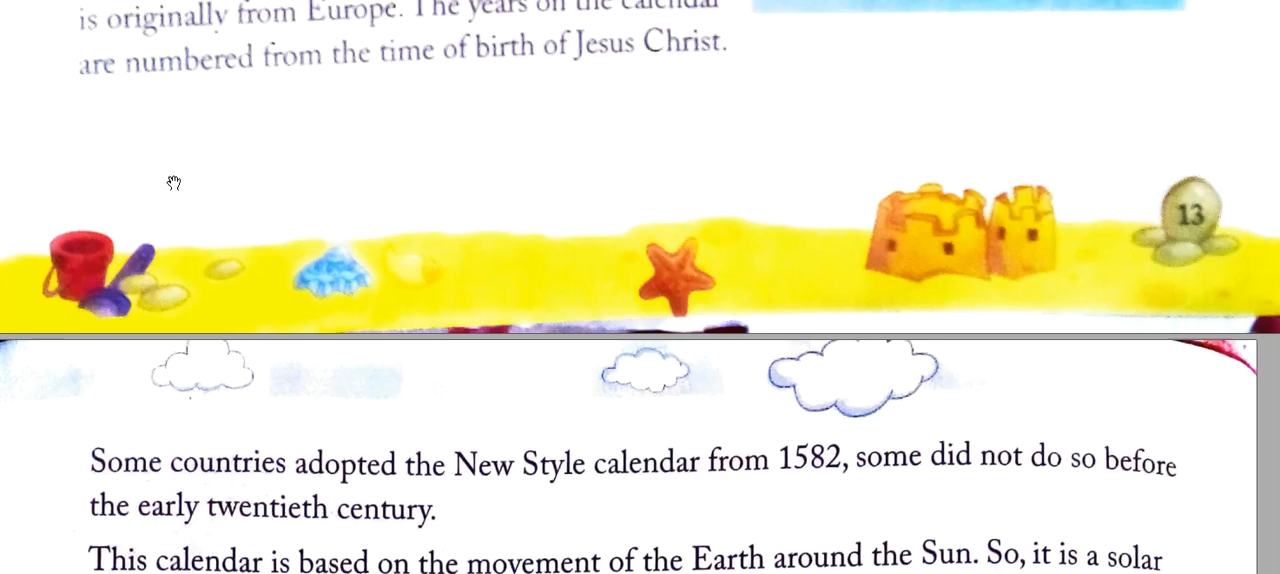 is originally from Europe. The years on the calendar
are numbered from the time of birth of Jesus Christ.
13
Some countries adopted the New Style calendar from 1582, some did not do so before
the early twentieth century.
This calendar is based on the movement of the Earth around the Sun. So, it is a solar